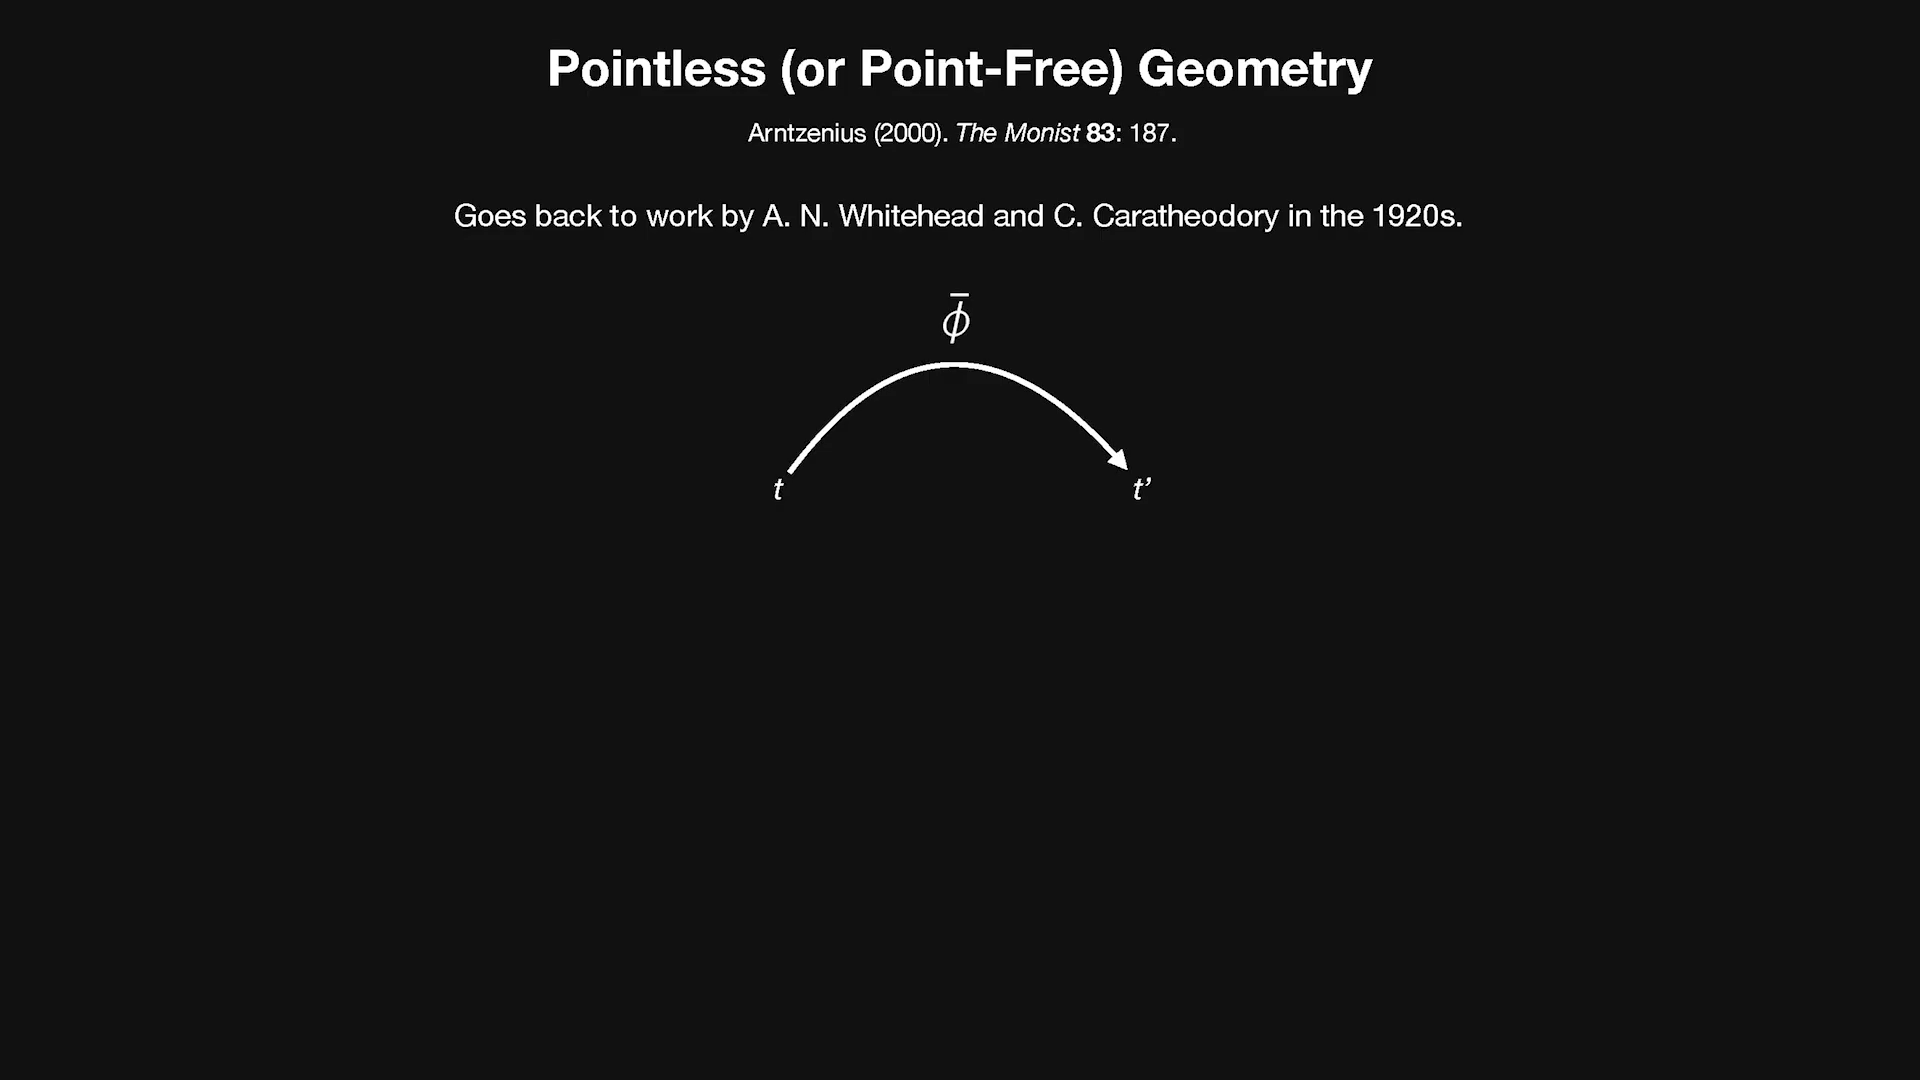 Pointless (or Point-Free) Geometry
Arntzenius (2000). The Monist 83: 187.
Goes back to work by A. N. Whitehead and C. Caratheodory in the 1920s.
ϕ̄
t
t’